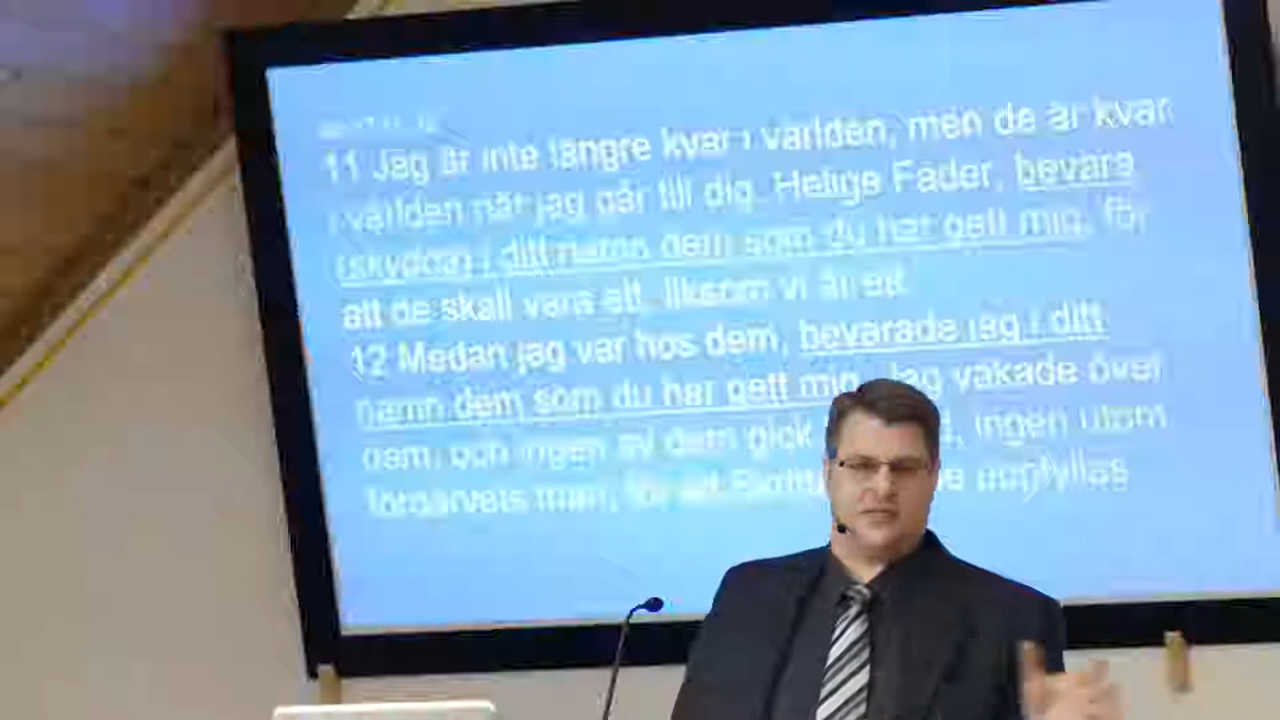 11 Jag är inte längre kvar i världen, men de är kvar
i världen när jag går till dig. Helige Fader, bevara
(skydda) i ditt namn dem som du har gett mig, för
att de skall vara ett, liksom vi är ett.
12 Medan jag var hos dem, bevarade jag i ditt
namn dem som du har gett mig. Jag vakade över
dem, och ingen av dem gick ingen utom
fördärvets man, för att uppfyllas